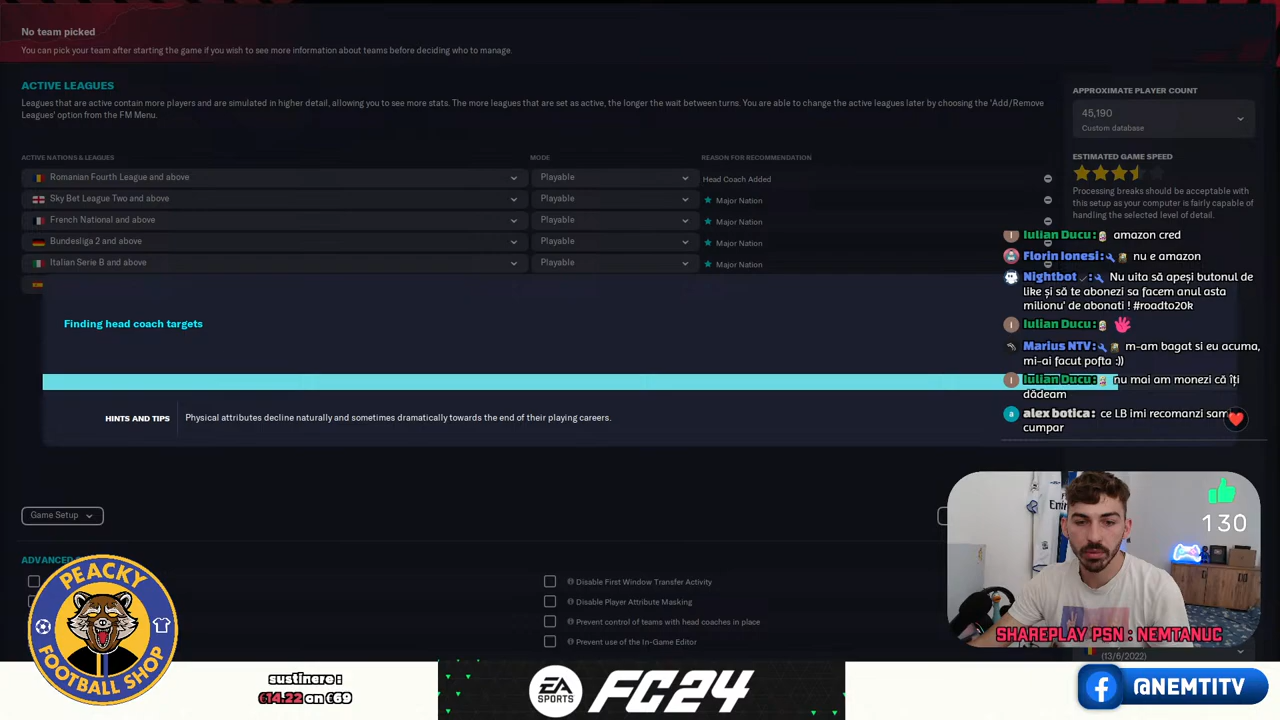 No team picked
You can pick your team after starting the game if you wish to see more information about teams before deciding who to manage.
ACTIVE LEAGUES
Leagues that are active contain more players and are simulated in higher detail, allowing you to see more stats. The more leagues that are set as active, the longer the wait between turns. You are able to change the active leagues later by choosing the 'Add/Remove
Leagues' option from the FM Menu.
APPROXIMATE PLAYER COUNT
45,190
Custom database
ACTIVE NATIONS & LEAGUES
MODE
REASON FOR RECOMMENDATION
ESTIMATED GAME SPEED
Romanian Fourth League and above
Playable
Head Coach Added
Sky Bet League Two and above
Playable
Major Nation
French National and above
Playable
Major Nation
Bundesliga 2 and above
Playable
Major Nation
Italian Serie B and above
Playable
Major Nation
Processing breaks should be acceptable with
this setup as your computer is fairly capable of
handling the selected level of detail.
Iulian Ducu: amazon cred
Florin Ionesi: nu e amazon
Nightbot: Nu uita să apeși butonul de
like și să te abonezi sa facem anul asta
milionu' de abonati ! #roadto20k
Iulian Ducu:
Marius NTV: m-am bagat si eu acuma,
mi-ai facut pofta :))
Iulian Ducu: nu mai am monezi că îți
dădeam
alex botica: ce LB imi recomanzi sam
cumpar
Finding head coach targets
HINTS AND TIPS
Physical attributes decline naturally and sometimes dramatically towards the end of their playing careers.
Game Setup
ADVANCED
Disable First Window Transfer Activity
Disable Player Attribute Masking
Prevent control of teams with head coaches in place
Prevent use of the In-Game Editor
130
SHAREPLAY PSN : NEMTANUC
(13/6/2022)
PEACKY
FOOTBALL SHOP
sustinere :
€14.22 on €69
EA
SPORTS
FC24
@NEMTITV